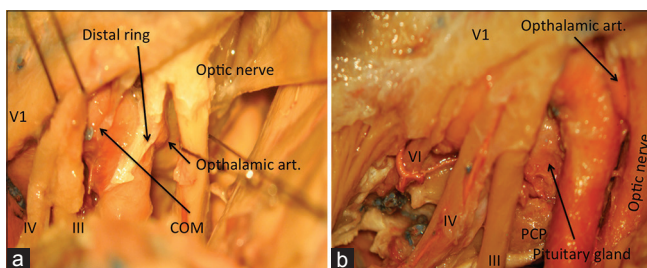 Distal ring
Optic nerve
V1
Opthalamic art.
IV
III
COM
a
V1
Opthalamic art.
VI
IV
Optic nerve
PCP
Pituitary gland
III
b